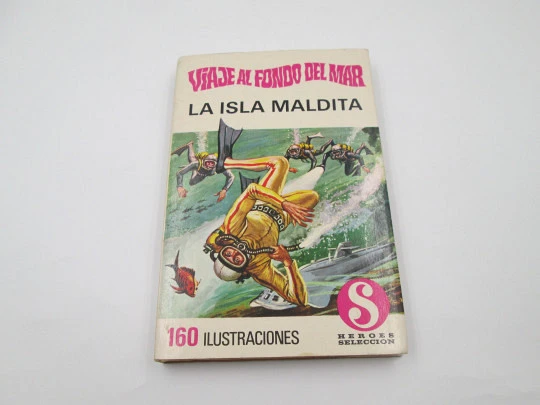 VIAJE AL FONDO DEL MAR
LA ISLA MALDITA
160 ILUSTRACIONES
S
HEROES
SELECCION